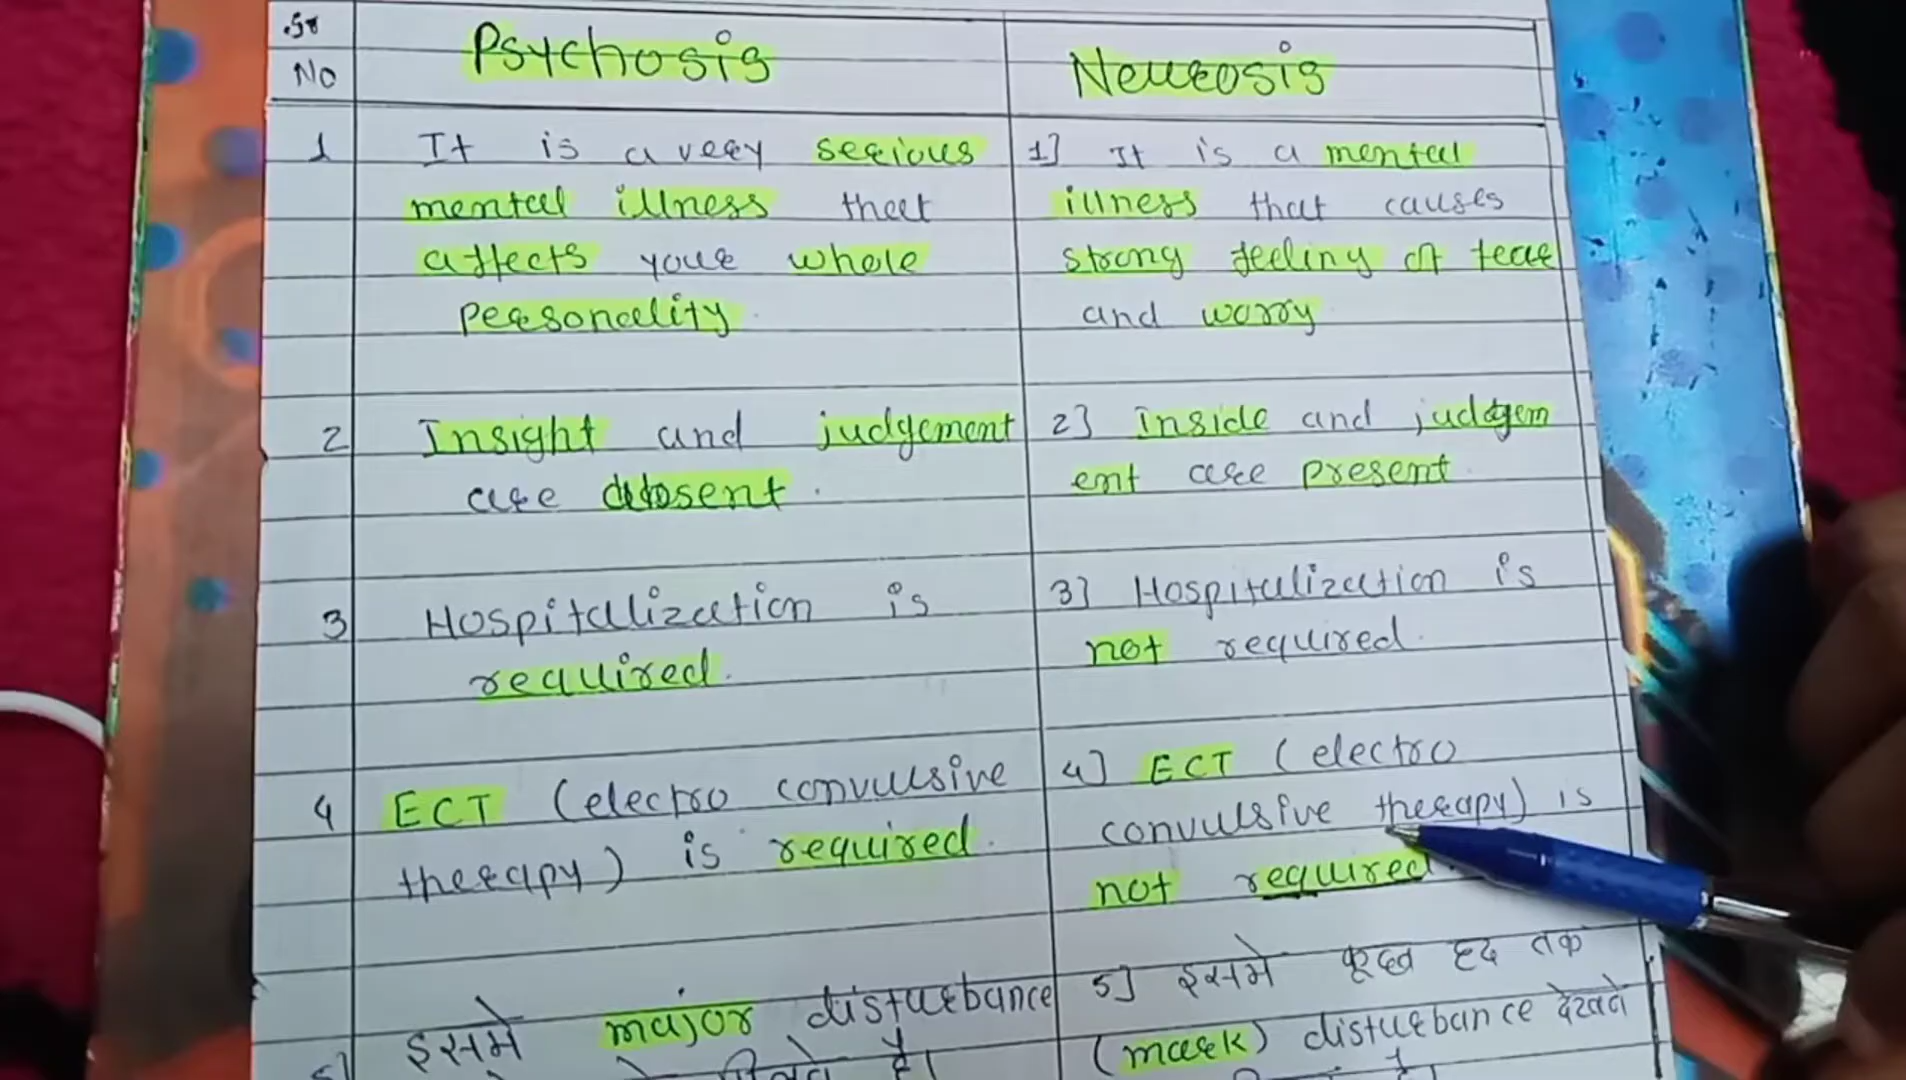 Sr No
Psychosis
Neurosis
1
It is a very serious
mental illness that
affects your whole
personality.
1] It is a mental
illness that causes
strong feeling of fear
and worry
2
Insight and judgement
are absent.
2] Inside and judgem
ent are present
3
Hospitalization is
required.
3] Hospitalization is
not required.
4
ECT (electro convulsive
therapy) is required.
4] ECT (electro
convulsive therapy) is
not required.
5]
इसमे major disturbance
5] इसमे कूछ हद तक
(mark) disturbance देखने